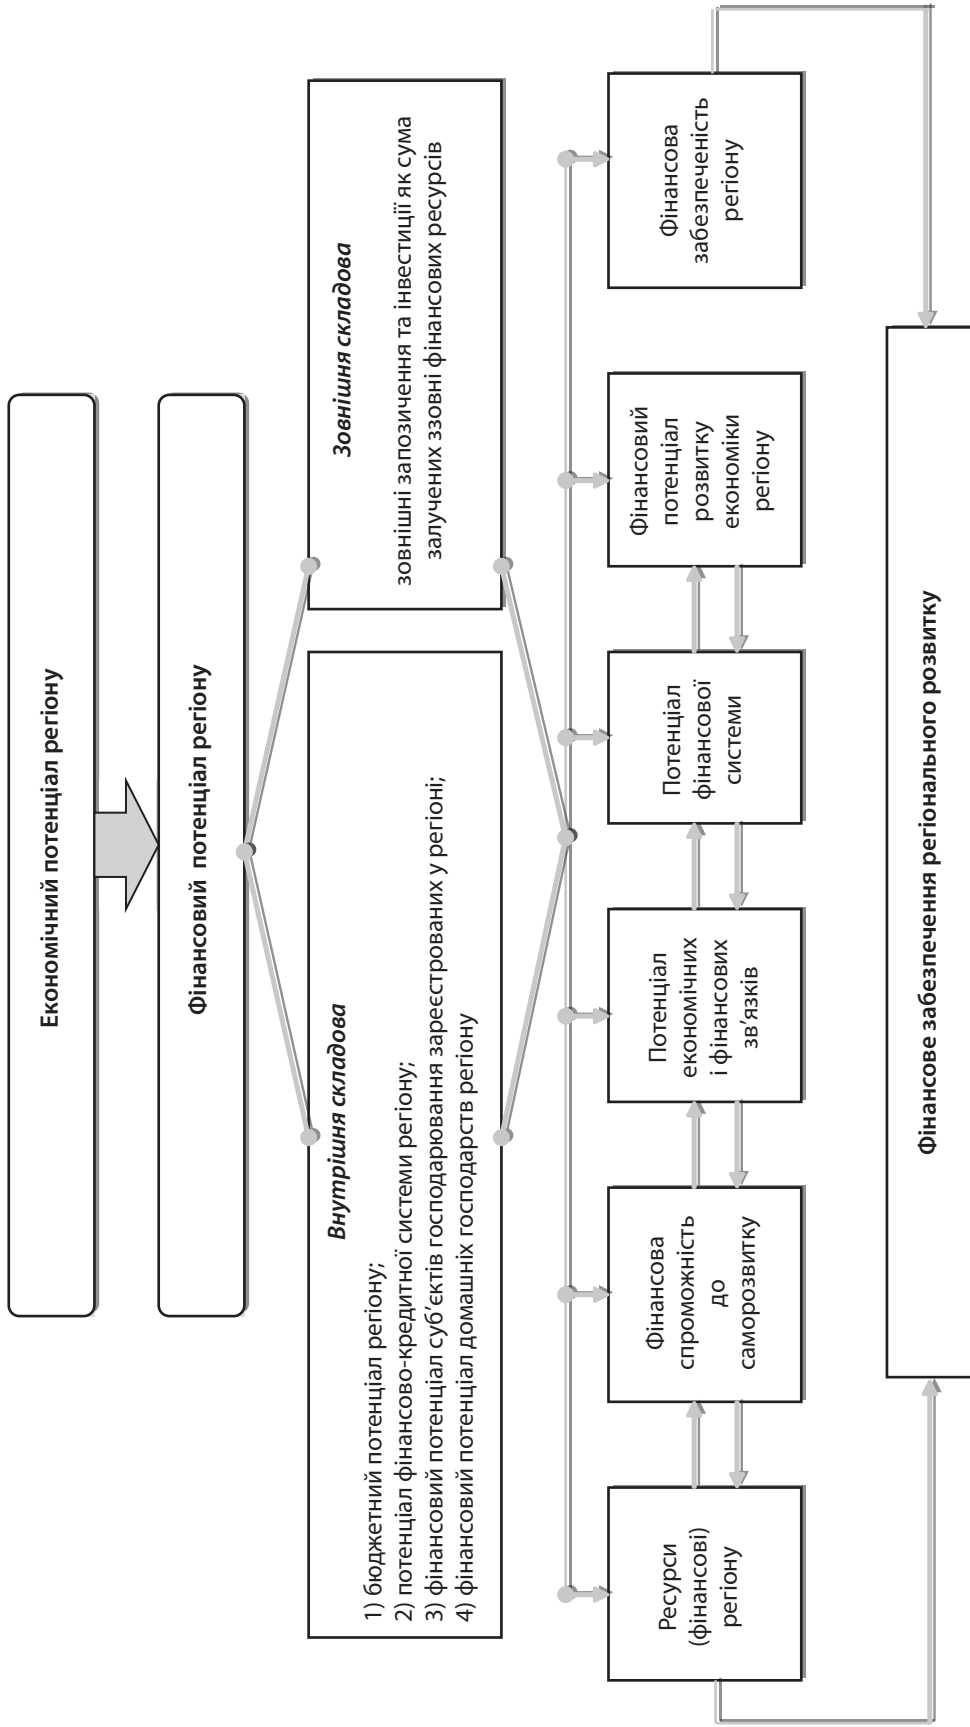 Економічний потенціал регіону
Фінансовий потенціал регіону
Внутрішня складова
1) бюджетний потенціал регіону;
2) потенціал фінансово-кредитної системи регіону;
3) фінансовий потенціал суб’єктів господарювання зареєстрованих у регіоні;
4) фінансовий потенціал домашніх господарств регіону
Зовнішня складова
зовнішні запозичення та інвестиції як сума
залучених ззовні фінансових ресурсів
Ресурси
(фінансові)
регіону
Фінансова
спроможність
до
саморозвитку
Потенціал
економічних
і фінансових
зв’язків
Потенціал
фінансової
системи
Фінансовий
потенціал
розвитку
економіки
регіону
Фінансова
забезпеченість
регіону
Фінансове забезпечення регіонального розвитку